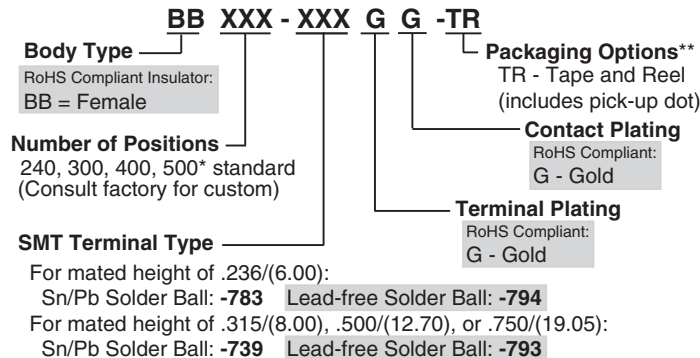 BB XXX - XXX G G -TR
Body Type
RoHS Compliant Insulator:
BB = Female
Packaging Options**
TR - Tape and Reel
(includes pick-up dot)
Number of Positions
240, 300, 400, 500* standard
(Consult factory for custom)
Contact Plating
RoHS Compliant:
G - Gold
Terminal Plating
RoHS Compliant:
G - Gold
SMT Terminal Type
For mated height of .236/(6.00):
Sn/Pb Solder Ball: -783 Lead-free Solder Ball: -794
For mated height of .315/(8.00), .500/(12.70), or .750/(19.05):
Sn/Pb Solder Ball: -739 Lead-free Solder Ball: -793